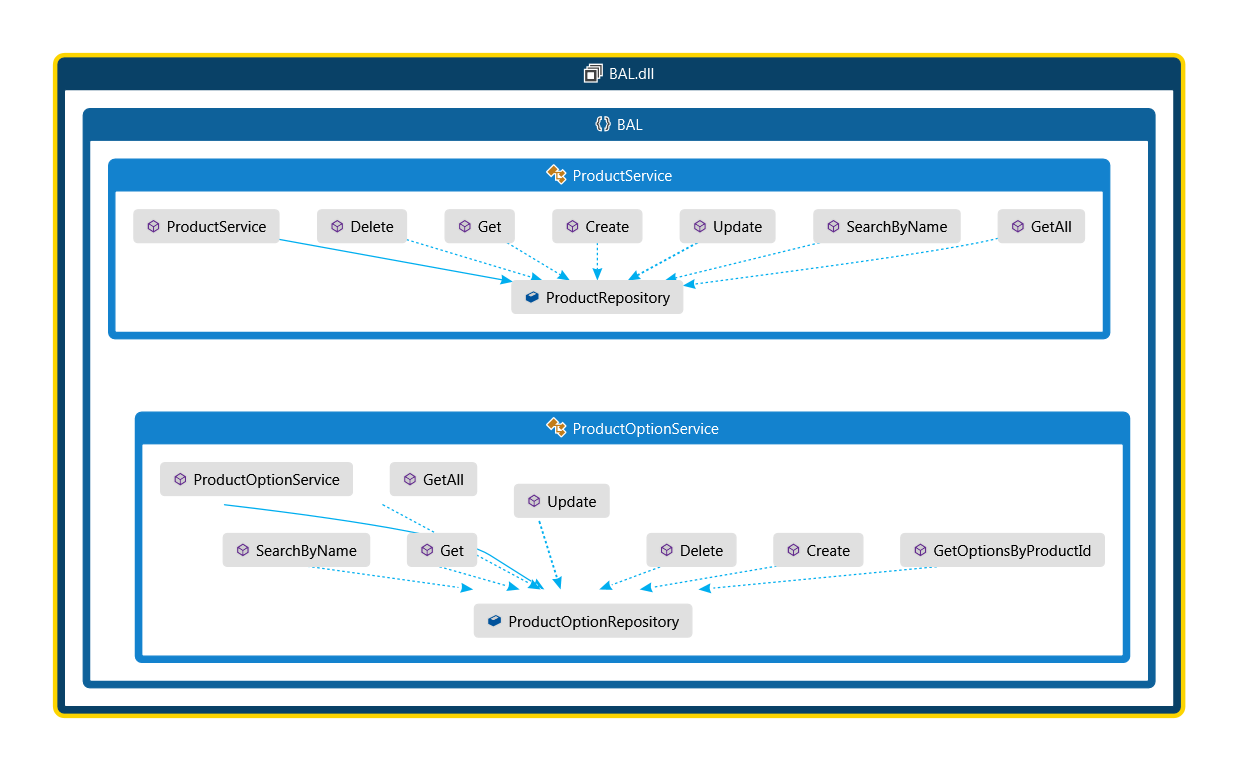 BAL.dll
BAL
ProductService
ProductService Delete Get Create Update SearchByName GetAll
ProductRepository
ProductOptionService
ProductOptionService GetAll
Update
SearchByName Get Delete Create GetOptionsByProductId
ProductOptionRepository